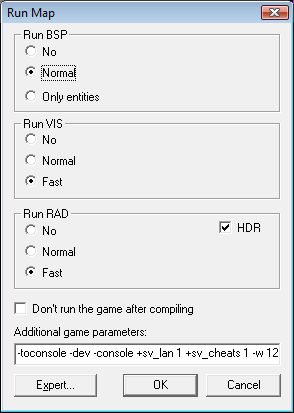 Run Map
Run BSP
No
Normal
Only entities
Run VIS
No
Normal
Fast
Run RAD
No
HDR
Normal
Fast
Don't run the game after compiling
Additional game parameters:
-toconsole -dev -console +sv_lan 1 +sv_cheats 1 -w 12
Expert...
OK
Cancel